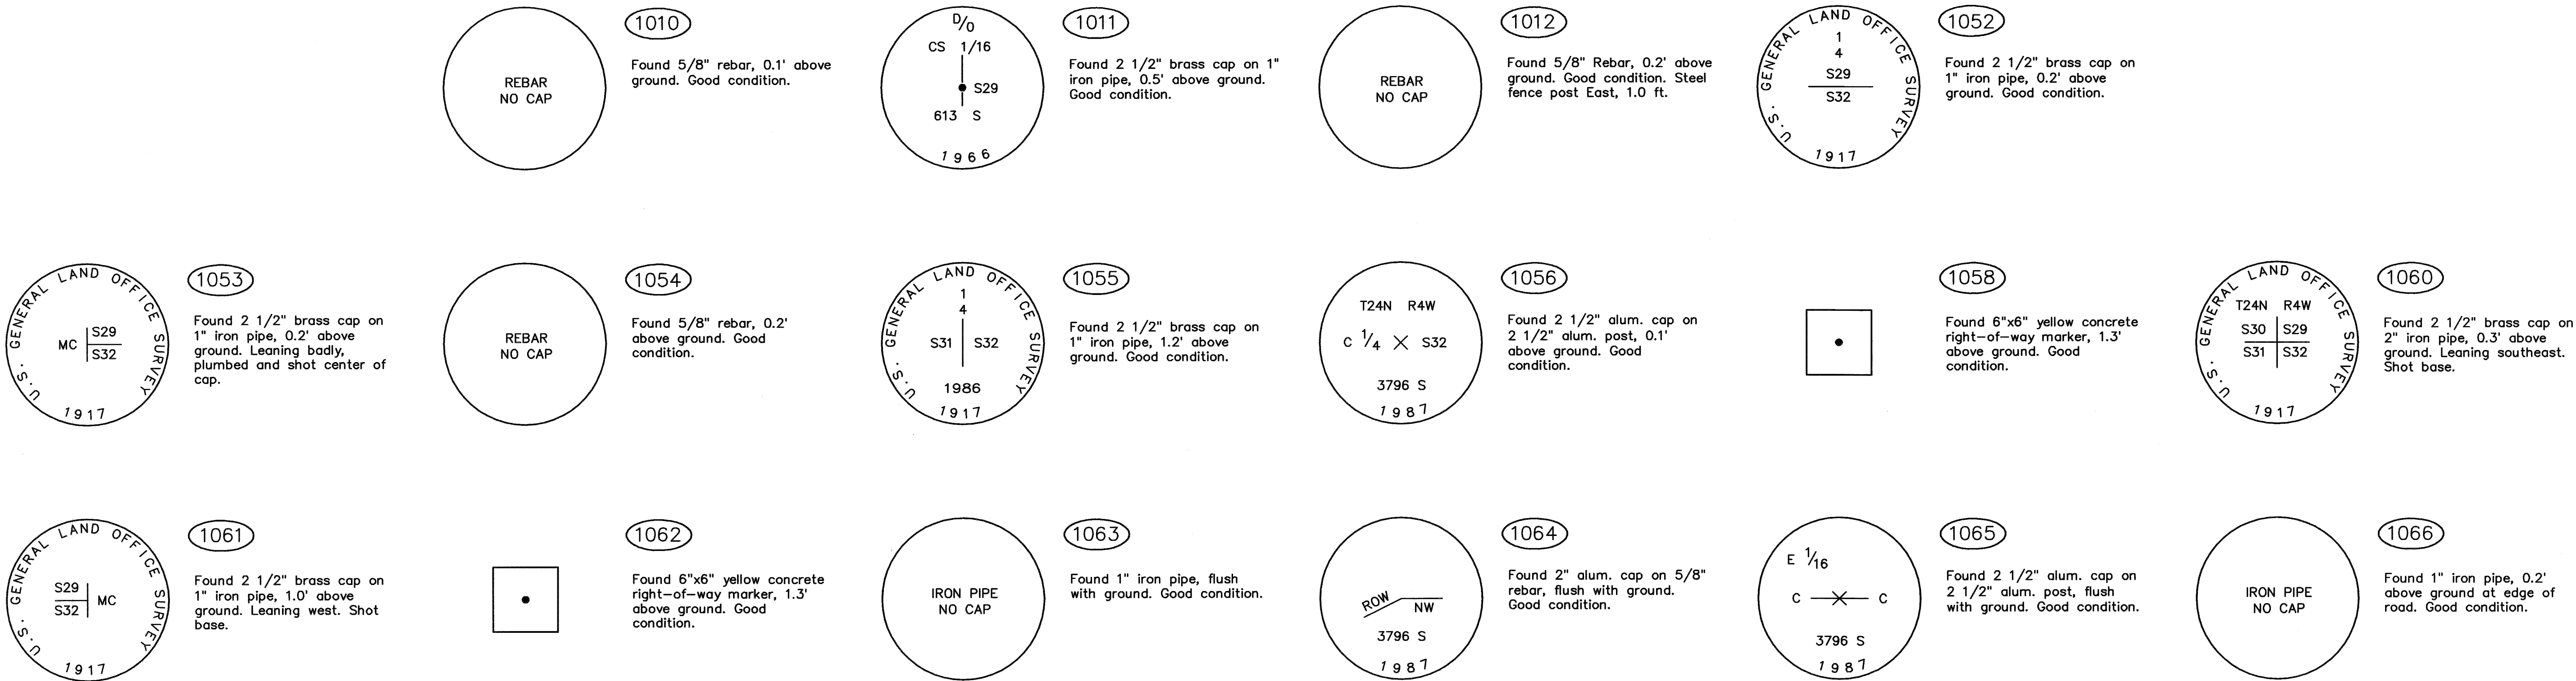 1010
REBAR
NO CAP
Found 5/8" rebar, 0.1' above
ground. Good condition.
1011
D/O
CS 1/16
S29
613 S
1966
Found 2 1/2" brass cap on 1"
iron pipe, 0.5' above ground.
Good condition.
1012
REBAR
NO CAP
Found 5/8" Rebar, 0.2' above
ground. Good condition. Steel
fence post East, 1.0 ft.
1052
U.S. GENERAL LAND OFFICE SURVEY
1
4
S29
S32
1917
Found 2 1/2" brass cap on
1" iron pipe, 0.2' above
ground. Good condition.
1053
U.S. GENERAL LAND OFFICE SURVEY
MC S29
S32
1917
Found 2 1/2" brass cap on
1" iron pipe, 0.2' above
ground. Leaning badly,
plumbed and shot center of
cap.
1054
REBAR
NO CAP
Found 5/8" rebar, 0.2'
above ground. Good
condition.
1055
U.S. GENERAL LAND OFFICE SURVEY
1
4
S31 S32
1986
1917
Found 2 1/2" brass cap on
1" iron pipe, 1.2' above
ground. Good condition.
1056
T24N R4W
C 1/4 S32
3796 S
1987
Found 2 1/2" alum. cap on
2 1/2" alum. post, 0.1'
above ground. Good
condition.
1058
Found 6"x6" yellow concrete
right-of-way marker, 1.3'
above ground. Good
condition.
1060
U.S. GENERAL LAND OFFICE SURVEY
T24N R4W
S30 S29
S31 S32
1917
Found 2 1/2" brass cap on
2" iron pipe, 0.3' above
ground. Leaning southeast.
Shot base.
1061
U.S. GENERAL LAND OFFICE SURVEY
S29
S32 MC
1917
Found 2 1/2" brass cap on
1" iron pipe, 1.0' above
ground. Leaning west. Shot
base.
1062
Found 6"x6" yellow concrete
right-of-way marker, 1.3'
above ground. Good
condition.
1063
IRON PIPE
NO CAP
Found 1" iron pipe, flush
with ground. Good condition.
1064
ROW
NW
3796 S
1987
Found 2" alum. cap on 5/8"
rebar, flush with ground.
Good condition.
1065
E 1/16
C C
3796 S
1987
Found 2 1/2" alum. cap on
2 1/2" alum. post, flush
with ground. Good condition.
1066
IRON PIPE
NO CAP
Found 1" iron pipe, 0.2'
above ground at edge of
road. Good condition.